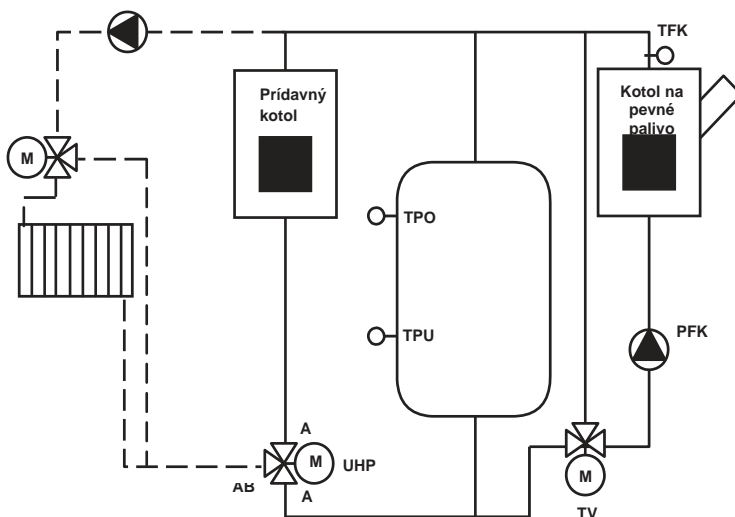 TFK
Prídavný
kotol
Kotol na
pevné
palivo
M
TPO
TPU
PFK
A
M
UHP
AB
A
M
TV